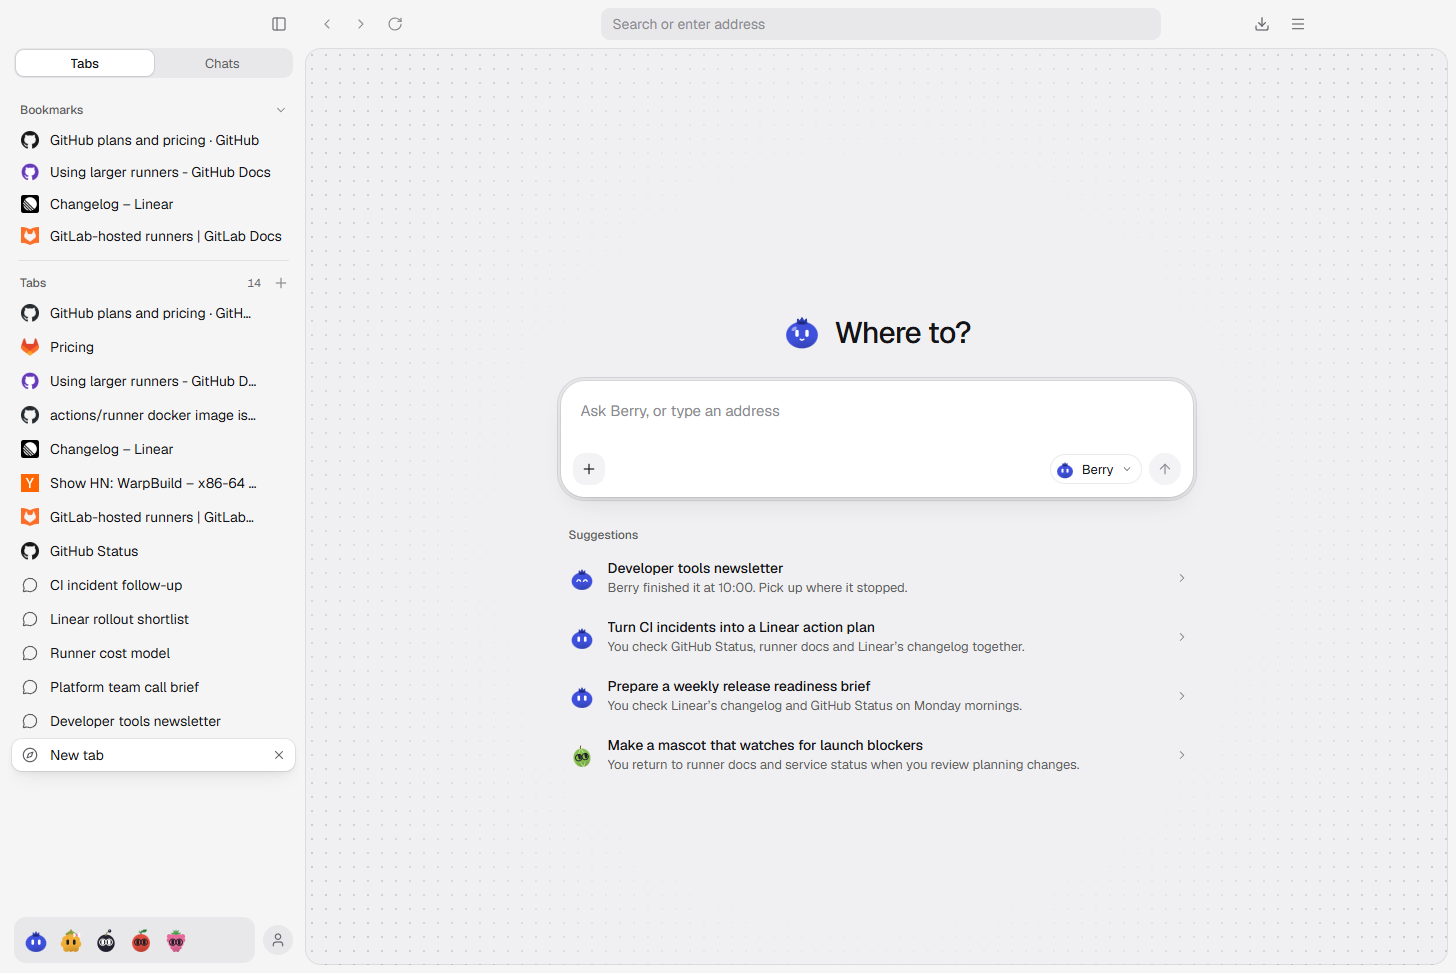 Search or enter address
Tabs
Chats
Bookmarks
GitHub plans and pricing · GitHub
Using larger runners - GitHub Docs
Changelog – Linear
GitLab-hosted runners | GitLab Docs
Tabs 14
GitHub plans and pricing · GitH...
Pricing
Using larger runners - GitHub D...
actions/runner docker image is...
Changelog – Linear
Y
Show HN: WarpBuild – x86-64 ...
GitLab-hosted runners | GitLab...
GitHub Status
CI incident follow-up
Linear rollout shortlist
Runner cost model
Platform team call brief
Developer tools newsletter
New tab
Where to?
Ask Berry, or type an address
Berry
Suggestions
Developer tools newsletter
Berry finished it at 10:00. Pick up where it stopped.
Turn CI incidents into a Linear action plan
You check GitHub Status, runner docs and Linear's changelog together.
Prepare a weekly release readiness brief
You check Linear's changelog and GitHub Status on Monday mornings.
Make a mascot that watches for launch blockers
You return to runner docs and service status when you review planning changes.